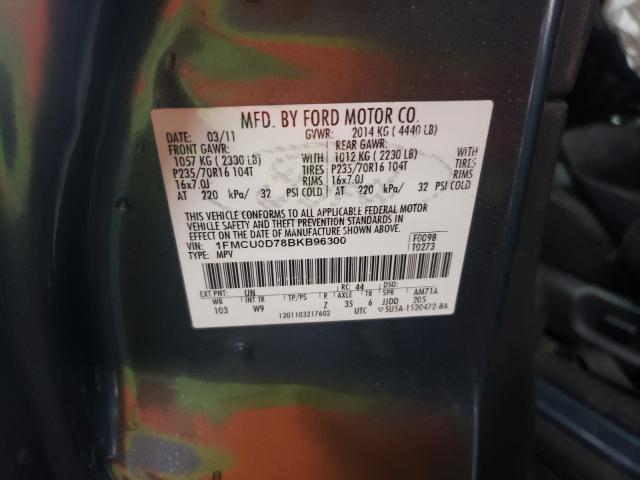 MFD. BY FORD MOTOR CO.
DATE: 03/11 GVWR: 2014 KG ( 4440 LB)
FRONT GAWR: REAR GAWR:
1057 KG ( 2330 LB) WITH 1012 KG ( 2230 LB) WITH
P235/70R16 104T TIRES P235/70R16 104T TIRES
16x7.0J RIMS 16x7.0J RIMS
AT 220 kPa/ 32 PSI COLD AT 220 kPa/ 32 PSI COLD
THIS VEHICLE CONFORMS TO ALL APPLICABLE FEDERAL MOTOR
VEHICLE SAFETY AND THEFT PREVENTION STANDARDS IN EFFECT
ON THE DATE OF MANUFACTURE SHOWN ABOVE.
VIN: 1FMCU0D78BKB96300 F0098
TYPE: MPV T0273
EXT PNT: UN RC: 44 DSO:
WB INT TR TP/PS R AXLE TR SPR AM71A
103 W9 Z 35 6 JJDD 205
1201103217602 UTC 5U5A-1520472-BA